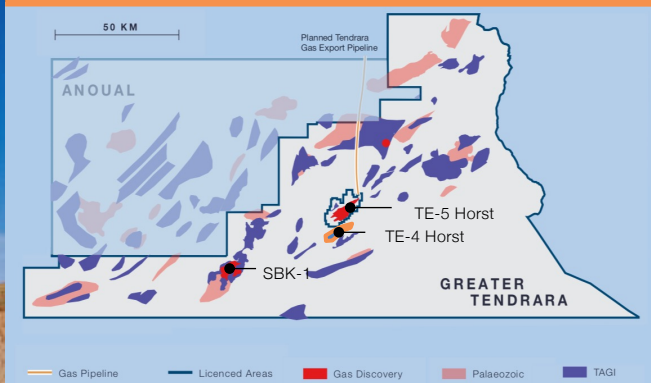 50 KM
Planned Tendrara
Gas Export Pipeline
ANOUAL
TE-5 Horst
TE-4 Horst
SBK-1
GREATER
TENDRARA
Gas Pipeline
Licenced Areas
Gas Discovery
Palaeozoic
TAGI